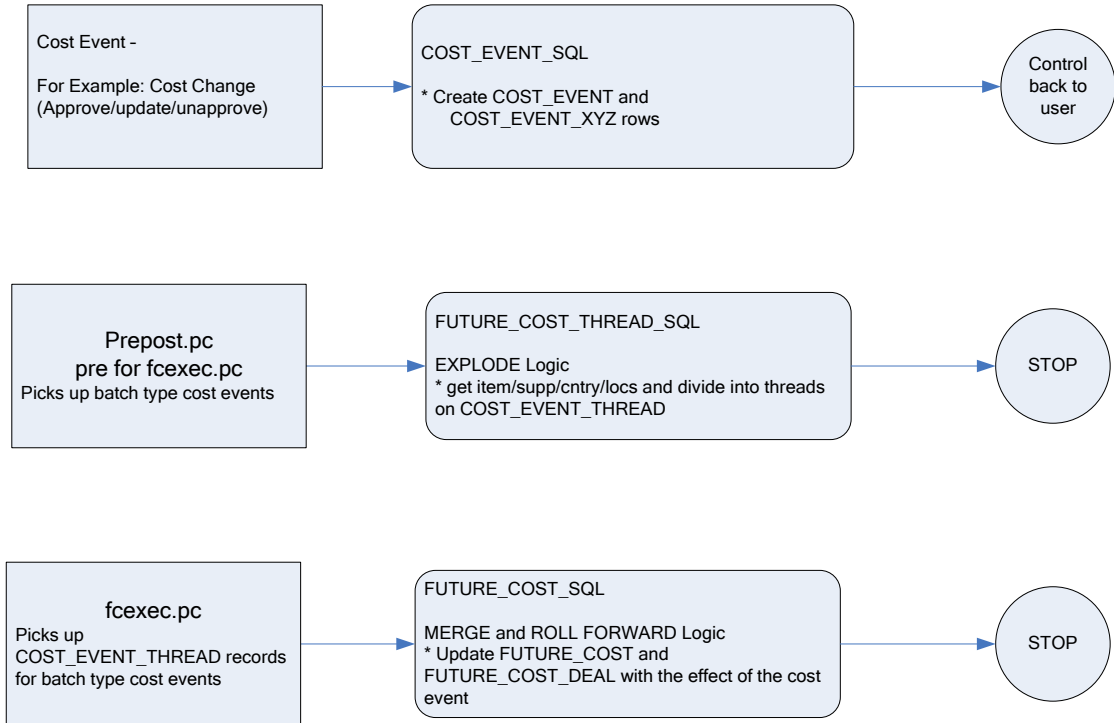 Cost Event –
For Example: Cost Change
(Approve/update/unapprove)
COST_EVENT_SQL
* Create COST_EVENT and
COST_EVENT_XYZ rows
Control
back to
user
Prepost.pc
pre for fcexec.pc
Picks up batch type cost events
FUTURE_COST_THREAD_SQL
EXPLODE Logic
* get item/supp/cntry/locs and divide into threads
on COST_EVENT_THREAD
STOP
fcexec.pc
Picks up
COST_EVENT_THREAD records
for batch type cost events
FUTURE_COST_SQL
MERGE and ROLL FORWARD Logic
* Update FUTURE_COST and
FUTURE_COST_DEAL with the effect of the cost
event
STOP